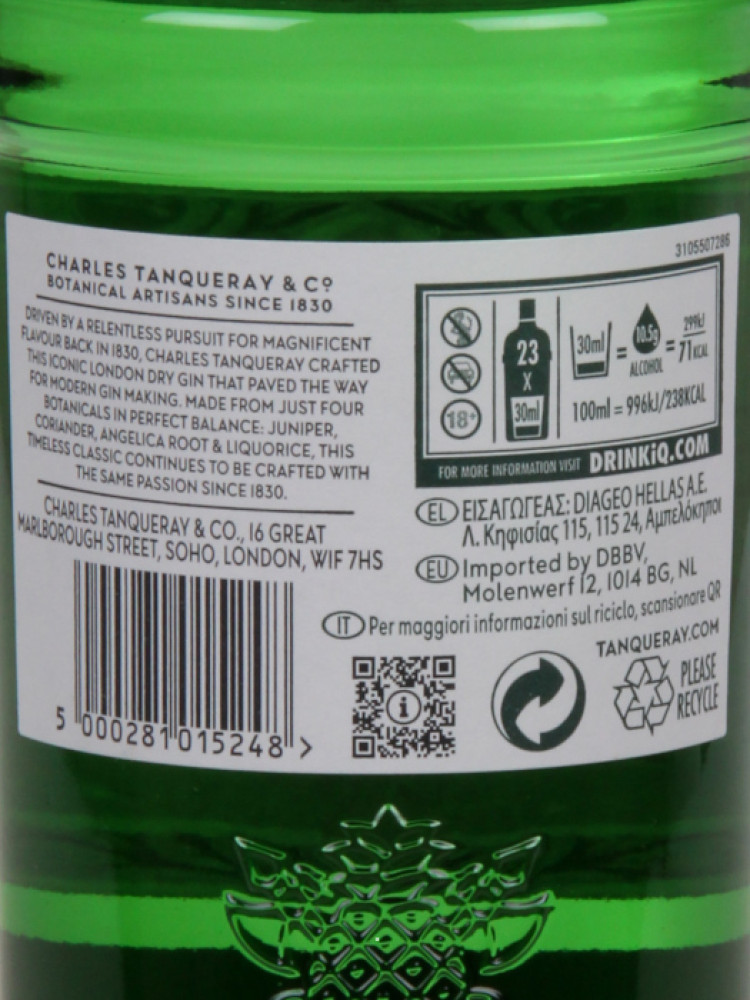 3105507286
CHARLES TANQUERAY & Cº
BOTANICAL ARTISANS SINCE 1830
DRIVEN BY A RELENTLESS PURSUIT FOR MAGNIFICENT
FLAVOUR BACK IN 1830, CHARLES TANQUERAY CRAFTED
THIS ICONIC LONDON DRY GIN THAT PAVED THE WAY
FOR MODERN GIN MAKING. MADE FROM JUST FOUR
BOTANICALS IN PERFECT BALANCE: JUNIPER,
CORIANDER, ANGELICA ROOT & LIQUORICE, THIS
TIMELESS CLASSIC CONTINUES TO BE CRAFTED WITH
THE SAME PASSION SINCE 1830.
CHARLES TANQUERAY & CO., 16 GREAT
MARLBOROUGH STREET, SOHO, LONDON, W1F 7HS
5 000281 015248 >
18+
23
X
30ml
30ml = 10.5g ALCOHOL = 299kJ 71KCAL
100ml = 996kJ/238KCAL
FOR MORE INFORMATION VISIT DRINKiQ.COM
EL ΕΙΣΑΓΩΓΕΑΣ: DIAGEO HELLAS A.E.
Λ. Κηφισίας 115, 115 24, Αμπελόκηποι
EU Imported by DBBV,
Molenwerf 12, 1014 BG, NL
IT Per maggiori informazioni sul riciclo, scansionare QR
TANQUERAY.COM
i
PLEASE
RECYCLE